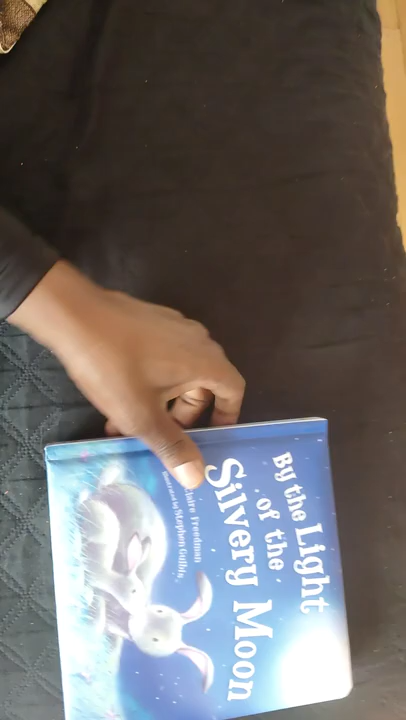 By the Light
of the
Silvery Moon
Claire Freedman
Illustrated by Stephen Gulbis